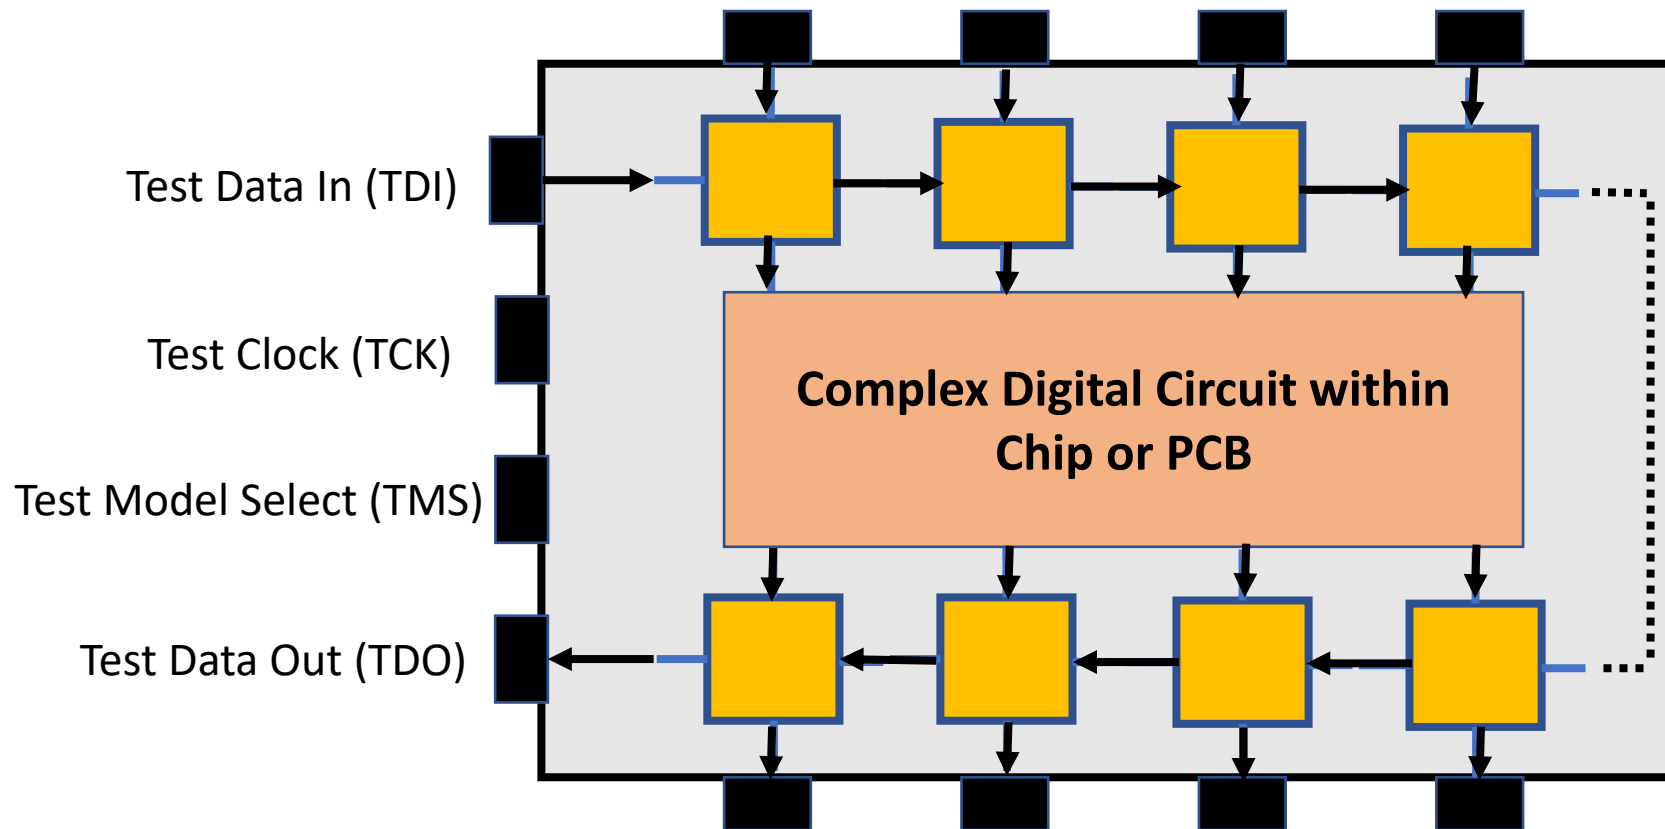 Test Data In (TDI)
Test Clock (TCK)
Complex Digital Circuit within
Chip or PCB
Test Model Select (TMS)
Test Data Out (TDO)